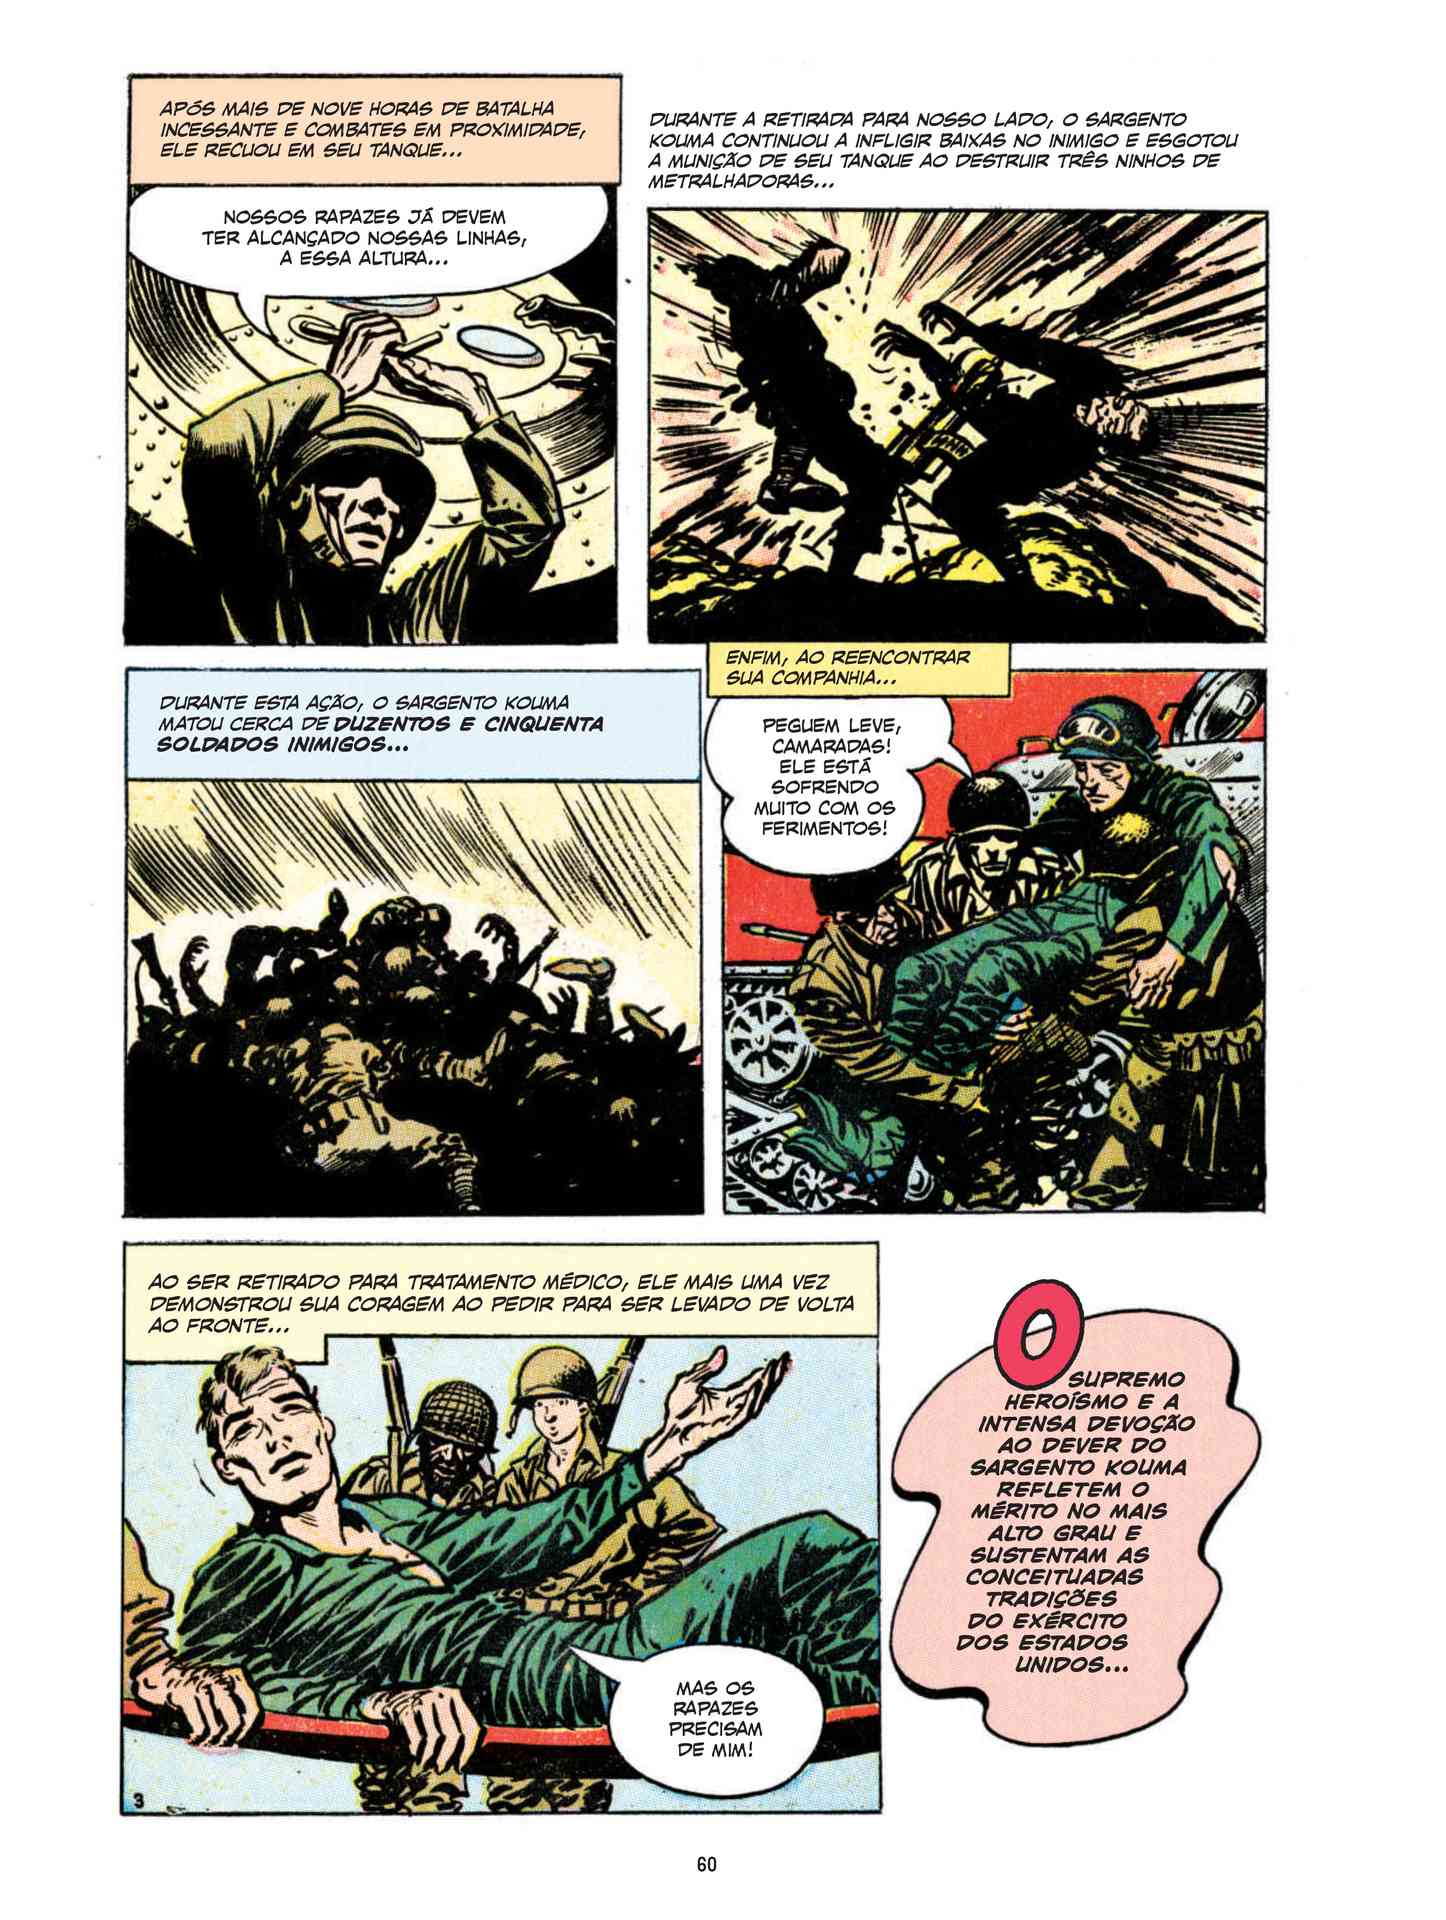 APÓS MAIS DE NOVE HORAS DE BATALHA
INCESSANTE E COMBATES EM PROXIMIDADE,
ELE RECUOU EM SEU TANQUE...
NOSSOS RAPAZES JÁ DEVEM
TER ALCANÇADO NOSSAS LINHAS,
A ESSA ALTURA...
DURANTE A RETIRADA PARA NOSSO LADO, O SARGENTO
KOUMA CONTINUOU A INFLIGIR BAIXAS NO INIMIGO E ESGOTOU
A MUNIÇÃO DE SEU TANQUE AO DESTRUIR TRÊS NINHOS DE
METRALHADORAS...
DURANTE ESTA AÇÃO, O SARGENTO KOUMA
MATOU CERCA DE DUZENTOS E CINQUENTA
SOLDADOS INIMIGOS...
ENFIM, AO REENCONTRAR
SUA COMPANHIA...
PEGUEM LEVE,
CAMARADAS!
ELE ESTÁ
SOFRENDO
MUITO COM OS
FERIMENTOS!
AO SER RETIRADO PARA TRATAMENTO MÉDICO, ELE MAIS UMA VEZ
DEMONSTROU SUA CORAGEM AO PEDIR PARA SER LEVADO DE VOLTA
AO FRONTE...
MAS OS
RAPAZES
PRECISAM
DE MIM!
3
O SUPREMO
HEROÍSMO E A
INTENSA DEVOÇÃO
AO DEVER DO
SARGENTO KOUMA
REFLETEM O
MÉRITO NO MAIS
ALTO GRAU E
SUSTENTAM AS
CONCEITUADAS
TRADIÇÕES
DO EXÉRCITO
DOS ESTADOS
UNIDOS...
60